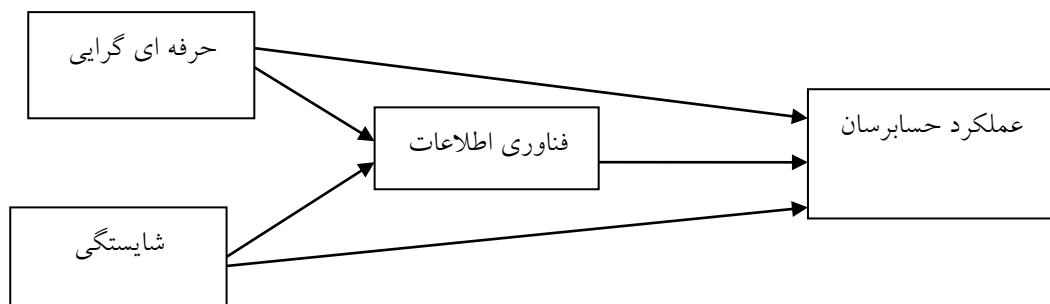 حرفه ای گرایی
فناوری اطلاعات
عملکرد حسابرسان
شایستگی